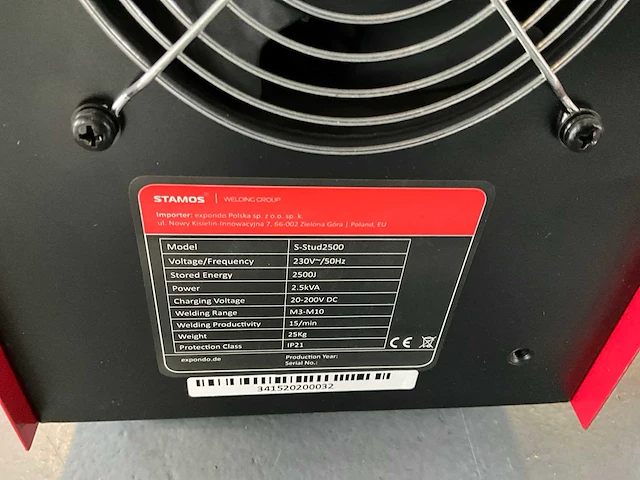 STAMOS | WELDING GROUP
Importer: expondo Polska sp. z o.o. sp. k.
ul. Nowy Kisielin-Innowacyjna 7, 66-002 Zielona Góra | Poland, EU
Model S-Stud2500
Voltage/Frequency 230V~/50Hz
Stored Energy 2500J
Power 2.5kVA
Charging Voltage 20-200V DC
Welding Range M3-M10
Welding Productivity 15/min
Weight 25Kg
Protection Class IP21
CE
expondo.de
Production Year:
Serial No.:
341520200032